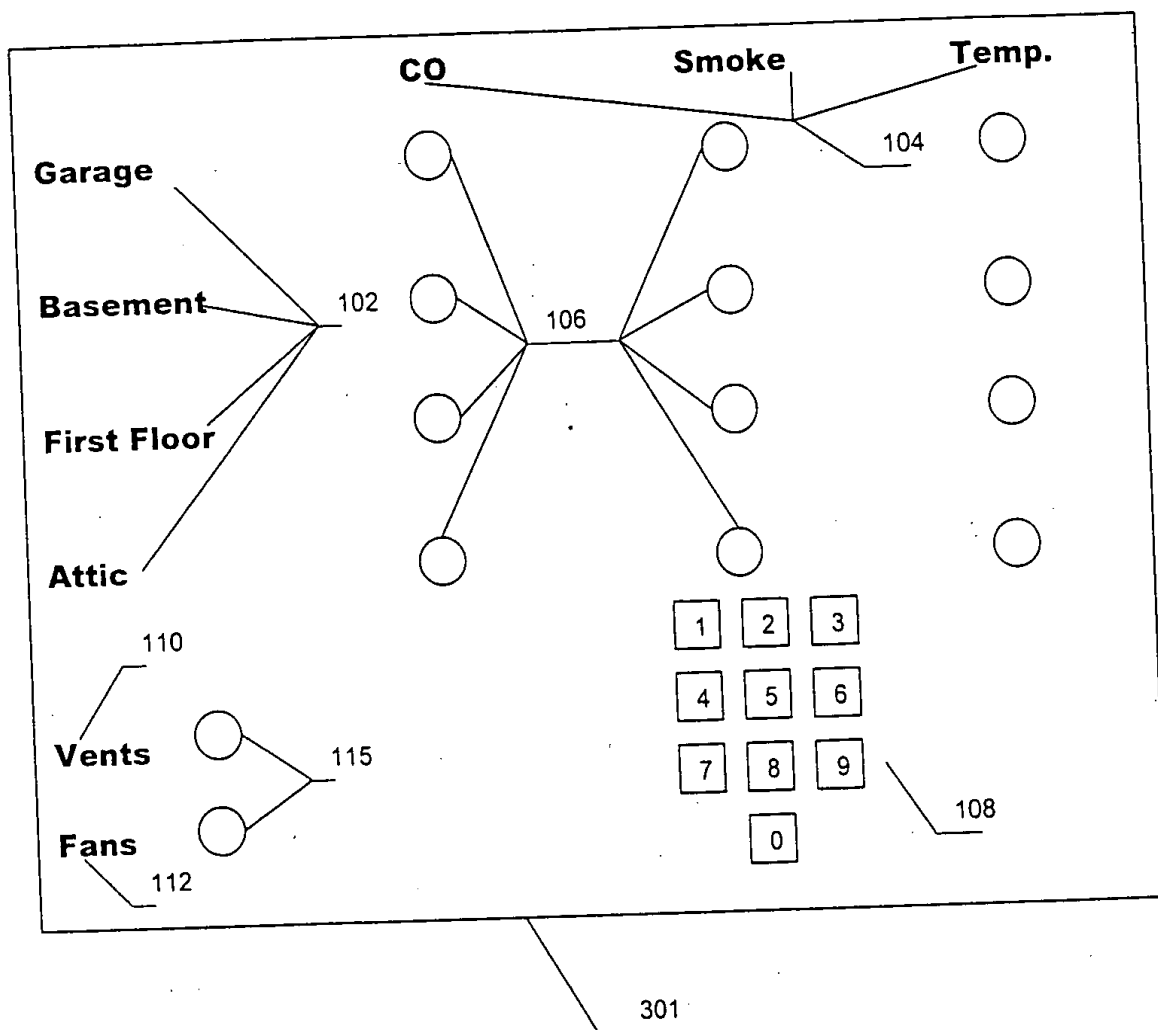 CO Smoke Temp.
104
Garage
Basement 102
106
First Floor
Attic
1 2 3
110
4 5 6
Vents
115
7 8 9
108
Fans
0
112
301